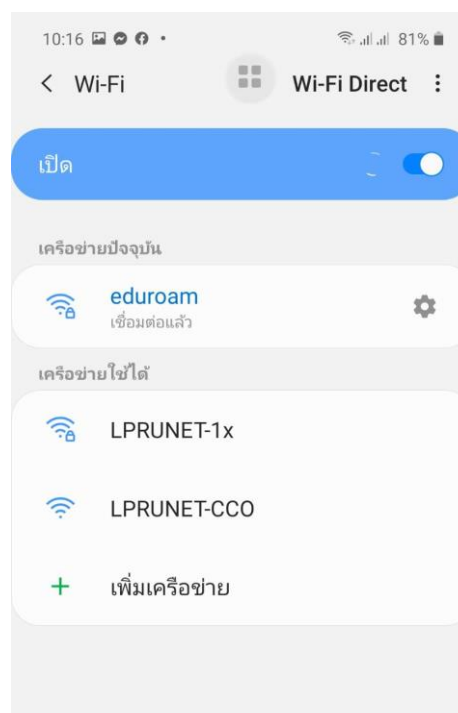 10:16 81%
Wi-Fi Wi-Fi Direct
เปิด
เครือข่ายปัจจุบัน
eduroam
เชื่อมต่อแล้ว
เครือข่ายใช้ได้
LPRUNET-1x
LPRUNET-CCO
เพิ่มเครือข่าย